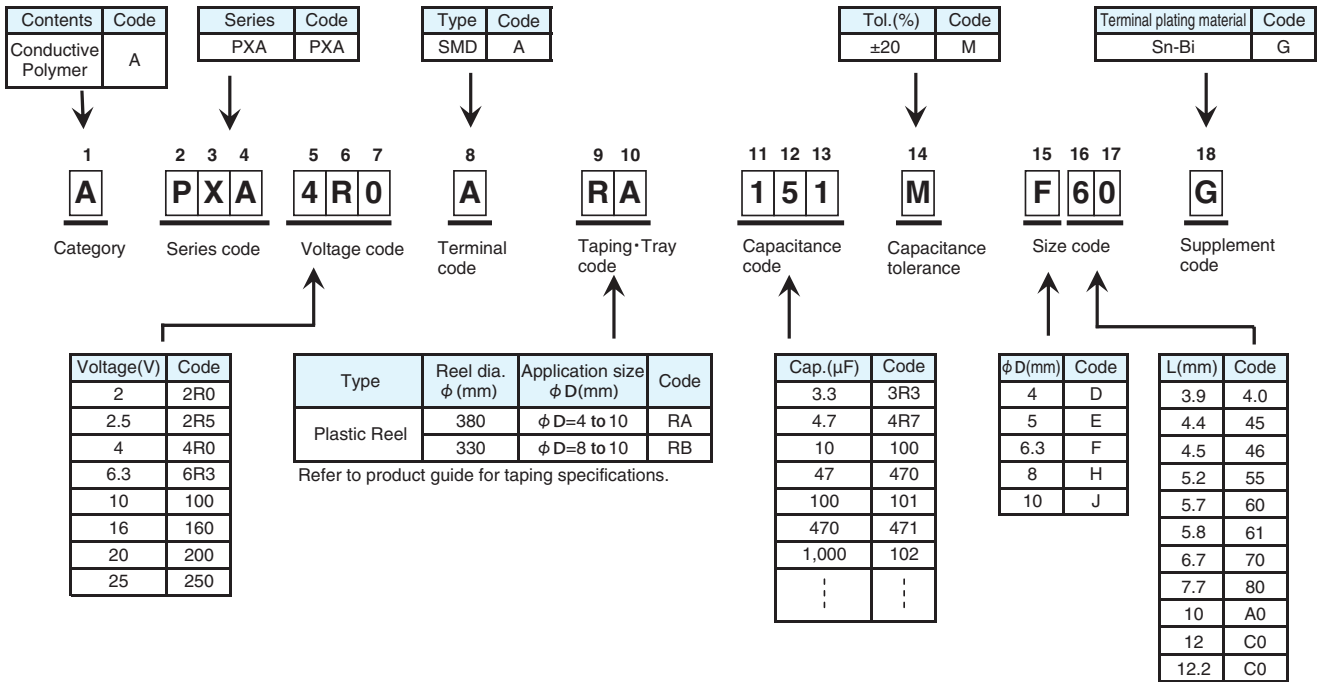 Contents Code
Conductive Polymer A
Series Code
PXA PXA
Type Code
SMD A
Tol.(%) Code
±20 M
Terminal plating material Code
Sn-Bi G
1 2 3 4 5 6 7 8 9 10 11 12 13 14 15 16 17 18
A P X A 4 R 0 A R A 1 5 1 M F 6 0 G
Category
Series code
Voltage code
Terminal
code
Taping・Tray
code
Capacitance
code
Capacitance
tolerance
Size code
Supplement
code
Voltage(V) Code
2 2R0
2.5 2R5
4 4R0
6.3 6R3
10 100
16 160
20 200
25 250
Type Reel dia. φ (mm) Application size φ D(mm) Code
Plastic Reel 380 φ D=4 to 10 RA
330 φ D=8 to 10 RB
Refer to product guide for taping specifications.
Cap.(μF) Code
3.3 3R3
4.7 4R7
10 100
47 470
100 101
470 471
1,000 102
φ D(mm) Code
4 D
5 E
6.3 F
8 H
10 J
L(mm) Code
3.9 4.0
4.4 45
4.5 46
5.2 55
5.7 60
5.8 61
6.7 70
7.7 80
10 A0
12 C0
12.2 C0